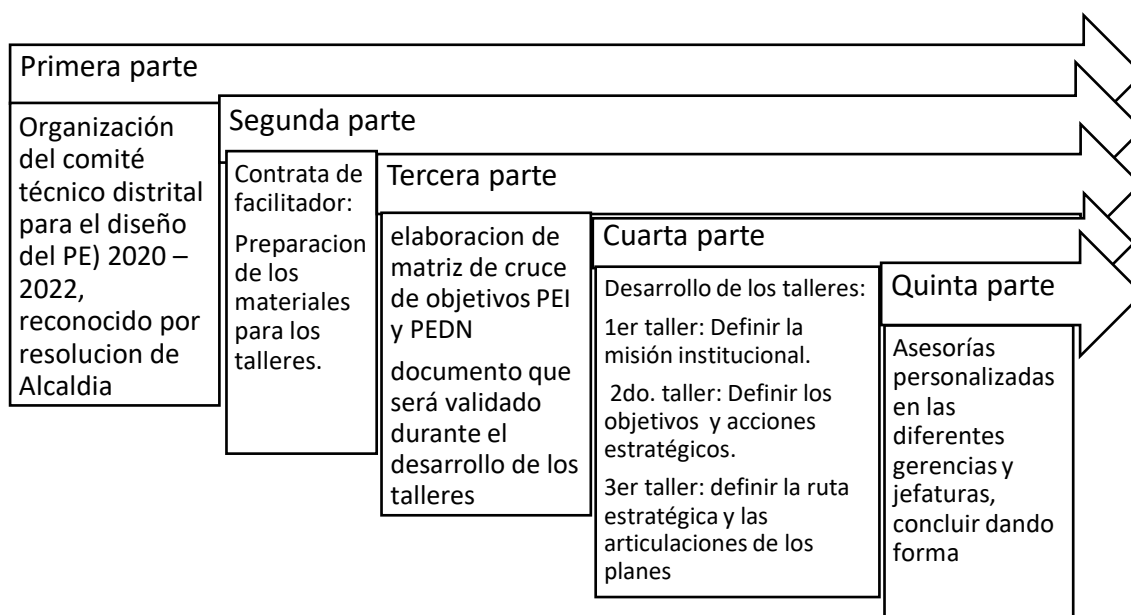 Primera parte
Organización
del comité
técnico distrital
para el diseño
del PE) 2020 –
2022,
reconocido por
resolucion de
Alcaldia
Segunda parte
Contrata de
facilitador:
Preparacion
de los
materiales
para los
talleres.
Tercera parte
elaboracion de
matriz de cruce
de objetivos PEI
y PEDN
documento que
será validado
durante el
desarrollo de los
talleres
Cuarta parte
Desarrollo de los talleres:
1er taller: Definir la
misión institucional.
2do. taller: Definir los
objetivos y acciones
estratégicos.
3er taller: definir la ruta
estratégica y las
articulaciones de los
planes
Quinta parte
Asesorías
personalizadas
en las
diferentes
gerencias y
jefaturas,
concluir dando
forma